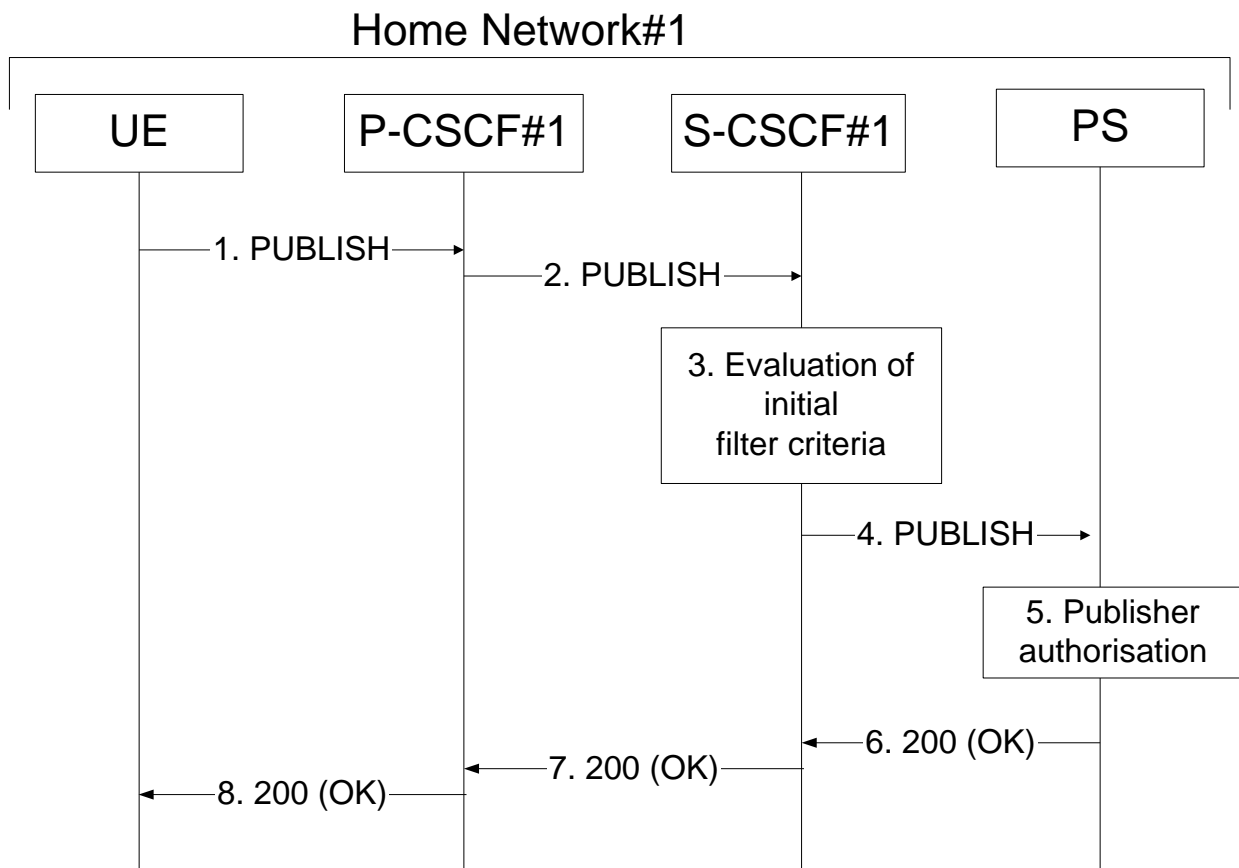 Home Network#1
UE
P-CSCF#1
S-CSCF#1
PS
1. PUBLISH
2. PUBLISH
3. Evaluation of
initial
filter criteria
4. PUBLISH
5. Publisher
authorisation
6. 200 (OK)
7. 200 (OK)
8. 200 (OK)